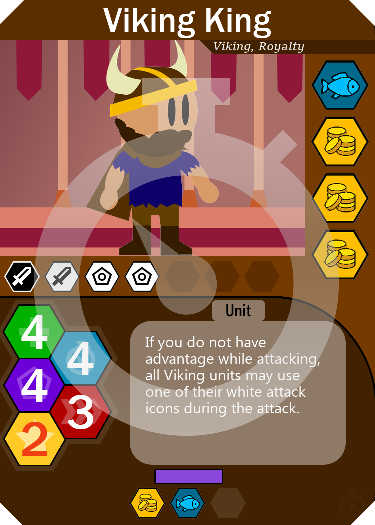 Viking King
Viking, Royalty
Unit
4
4
4
3
2
If you do not have
advantage while attacking,
all Viking units may use
one of their white attack
icons during the attack.